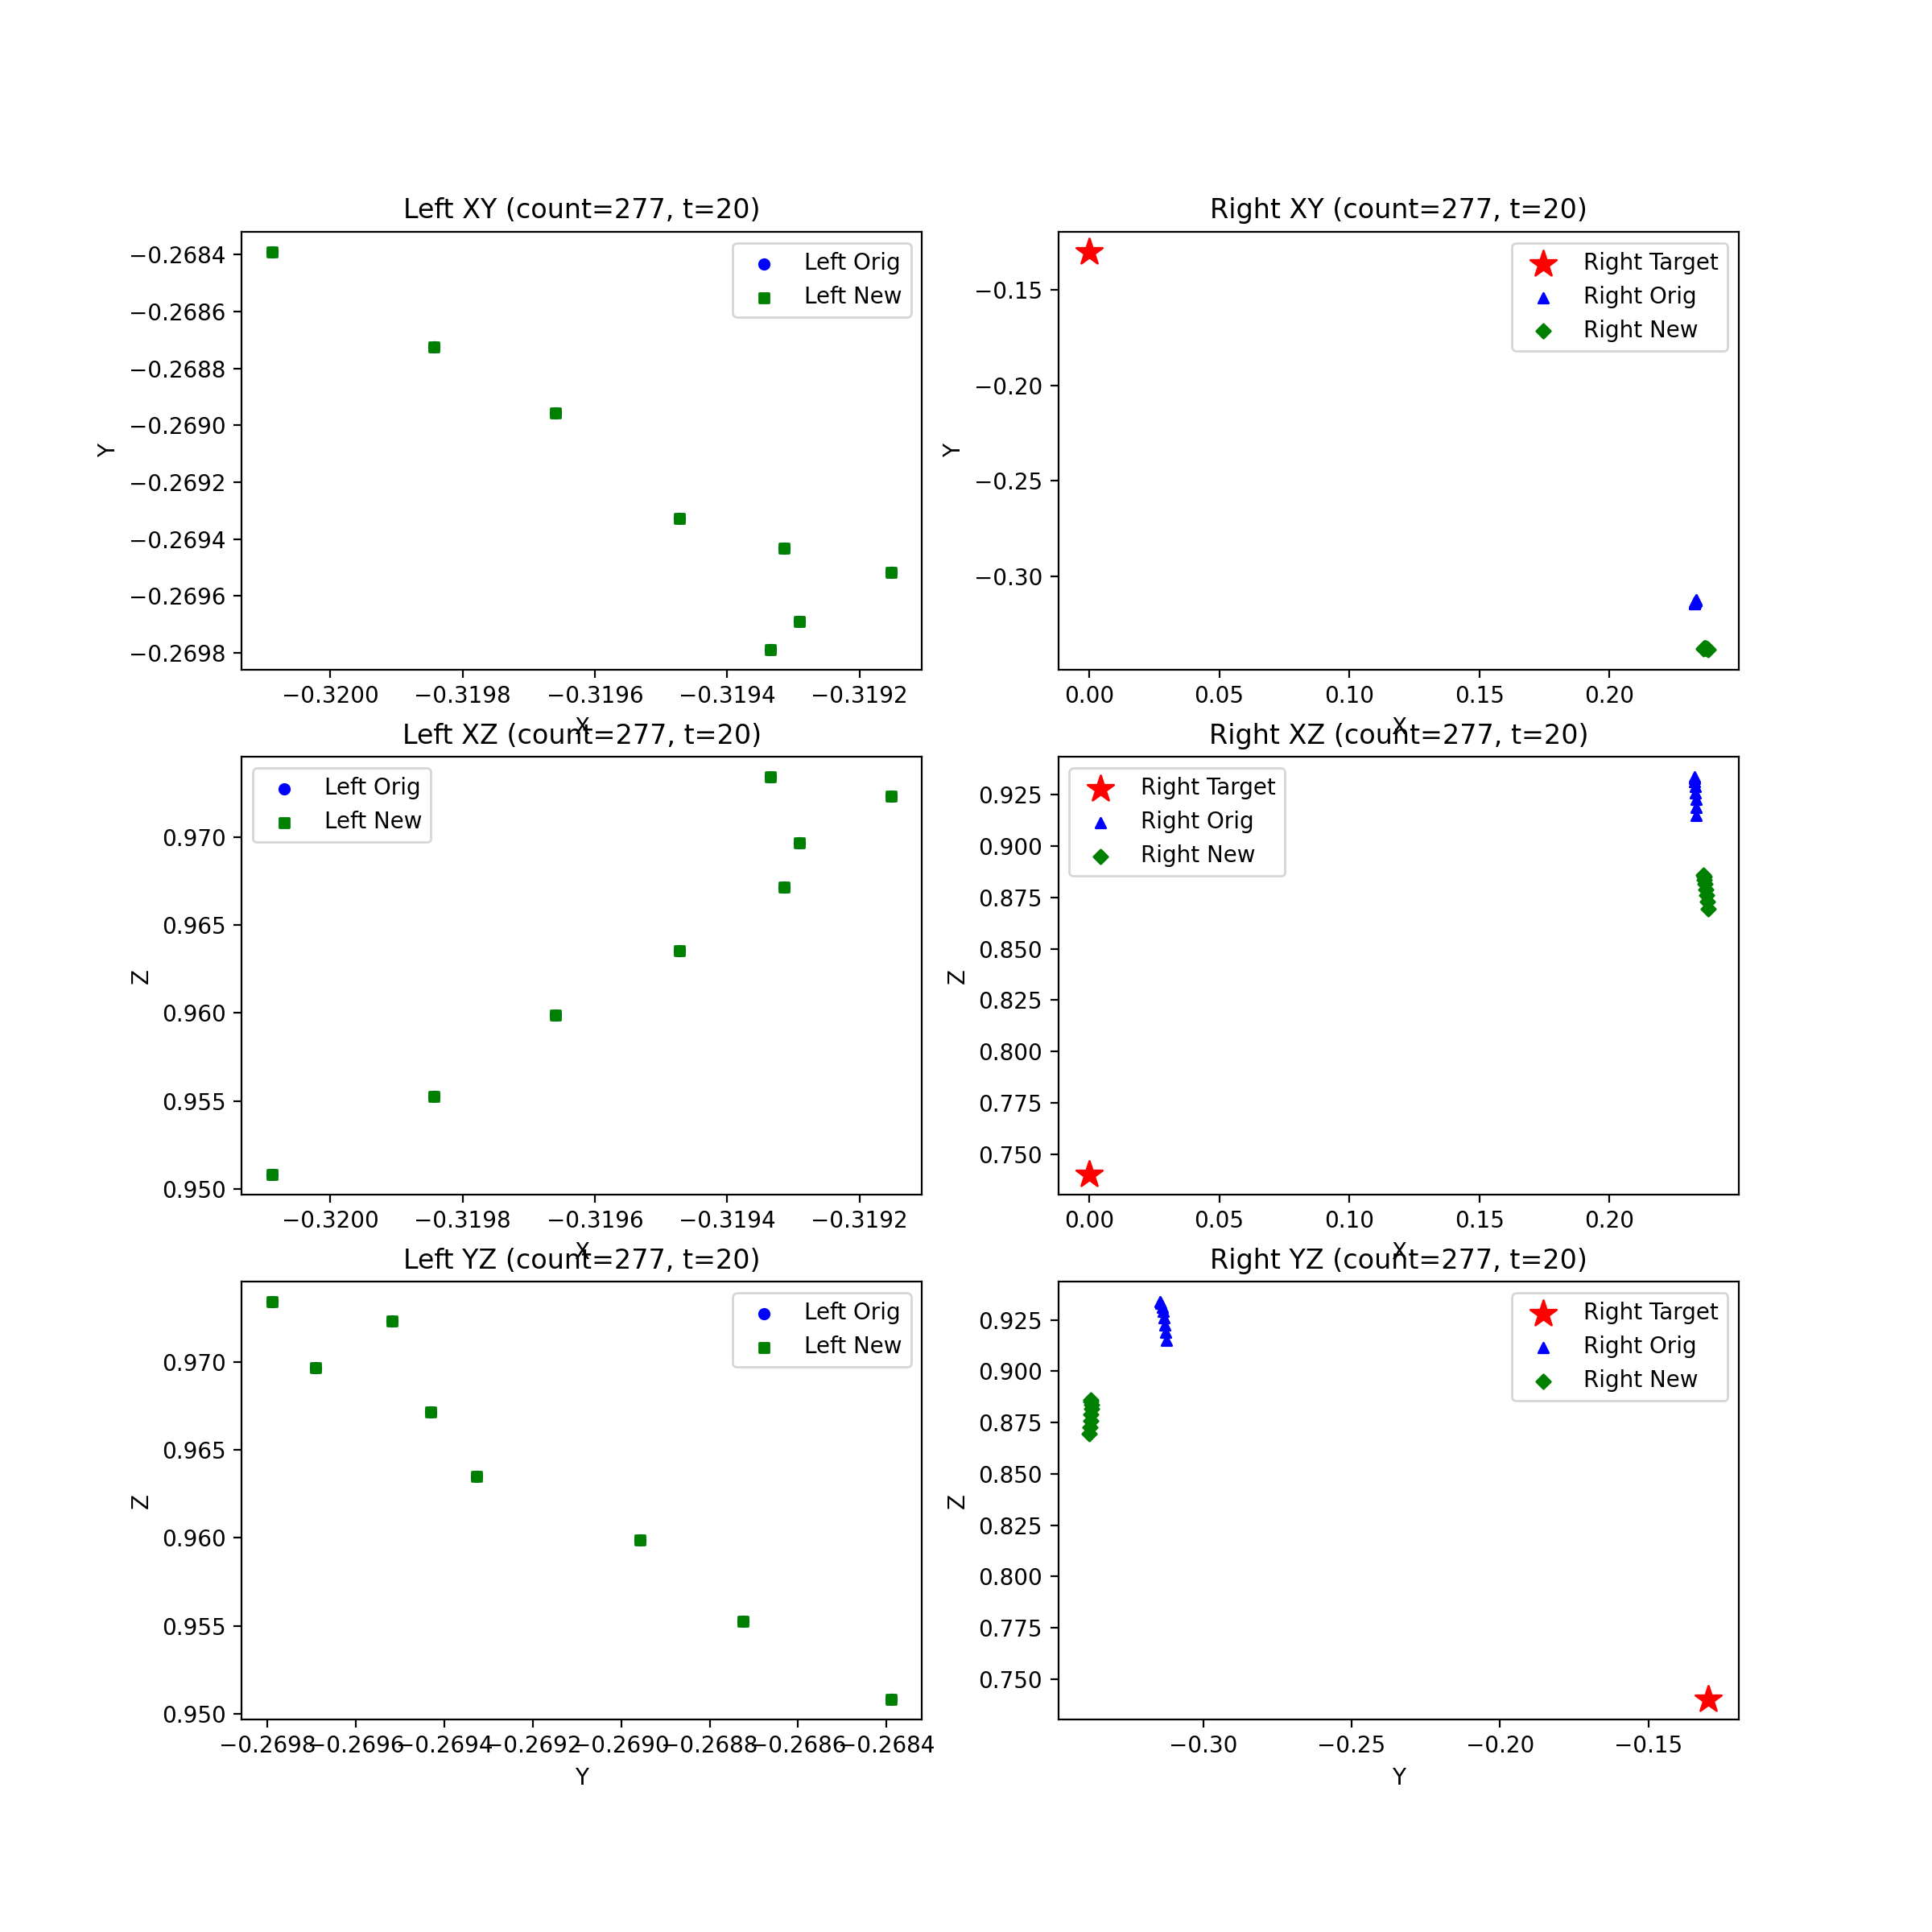 Left XY (count=277, t=20)
Right XY (count=277, t=20)
Left Orig
Left New
Right Target
Right Orig
Right New
−0.2684
−0.2686
−0.2688
−0.2690
−0.2692
−0.2694
−0.2696
−0.2698
Y
−0.15
−0.20
−0.25
−0.30
Y
−0.3200 −0.3198 −0.3196 −0.3194 −0.3192
X
0.00 0.05 0.10 0.15 0.20
X
Left XZ (count=277, t=20)
Right XZ (count=277, t=20)
Left Orig
Left New
Right Target
Right Orig
Right New
0.970
0.965
0.960
0.955
0.950
Z
0.925
0.900
0.875
0.850
0.825
0.800
0.775
0.750
Z
−0.3200 −0.3198 −0.3196 −0.3194 −0.3192
X
0.00 0.05 0.10 0.15 0.20
X
Left YZ (count=277, t=20)
Right YZ (count=277, t=20)
Left Orig
Left New
Right Target
Right Orig
Right New
0.970
0.965
0.960
0.955
0.950
Z
0.925
0.900
0.875
0.850
0.825
0.800
0.775
0.750
Z
−0.2698 −0.2696 −0.2694 −0.2692 −0.2690 −0.2688 −0.2686 −0.2684
Y
−0.30 −0.25 −0.20 −0.15
Y